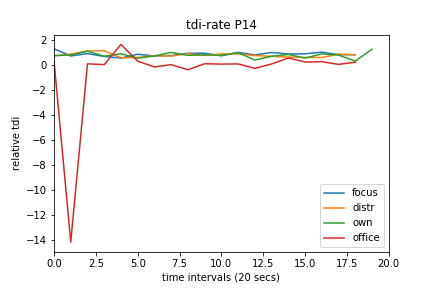 tdi-rate P14
relative tdi
2
0
−2
−4
−6
−8
−10
−12
−14
0.0 2.5 5.0 7.5 10.0 12.5 15.0 17.5 20.0
time intervals (20 secs)
focus
distr
own
office